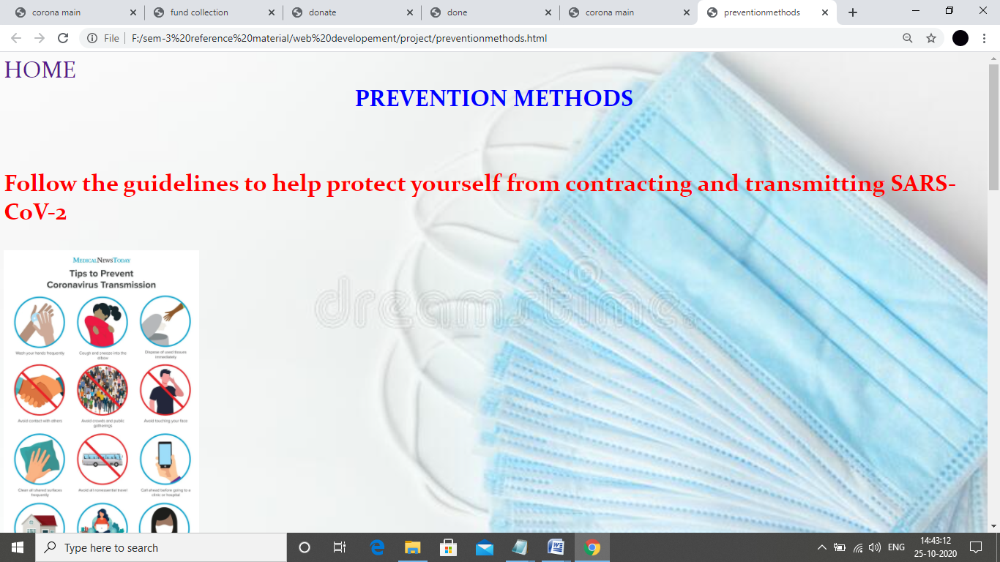 corona main
fund collection
donate
done
corona main
preventionmethods
File
F:/sem-3%20reference%20material/web%20developement/project/preventionmethods.html
HOME
PREVENTION METHODS
Follow the guidelines to help protect yourself from contracting and transmitting SARS-
CoV-2
MEDICALNEWSTODAY
Tips to Prevent
Coronavirus Transmission
Wash your hands frequently
Cough and sneeze into the
elbow
Dispose of used tissues
immediately
Avoid contact with others
Avoid crowds and public
gatherings
Avoid touching your face
Clean all shared surfaces
frequently
Avoid all nonessential travel
Call ahead before going to a
clinic or hospital
dreamstime
Type here to search
ENG
14:43:12
25-10-2020